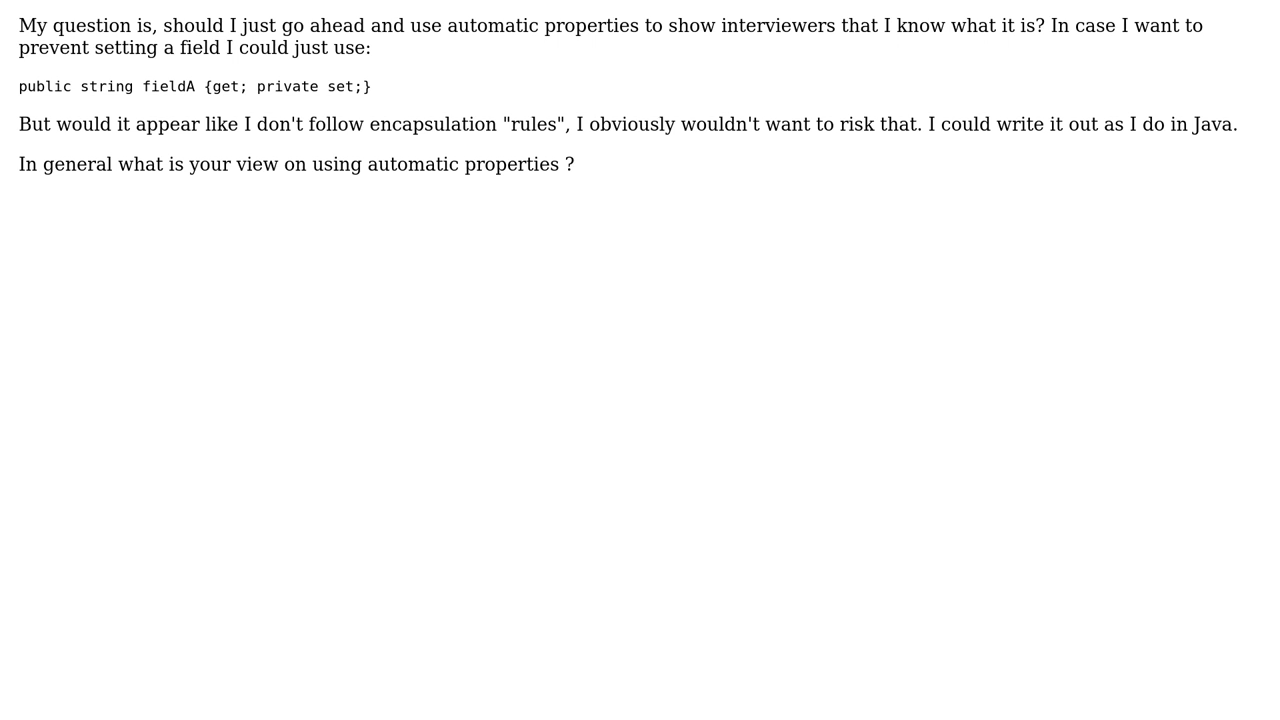 My question is, should I just go ahead and use automatic properties to show interviewers that I know what it is? In case I want to
prevent setting a field I could just use:
public string fieldA {get; private set;}
But would it appear like I don't follow encapsulation "rules", I obviously wouldn't want to risk that. I could write it out as I do in Java.
In general what is your view on using automatic properties ?